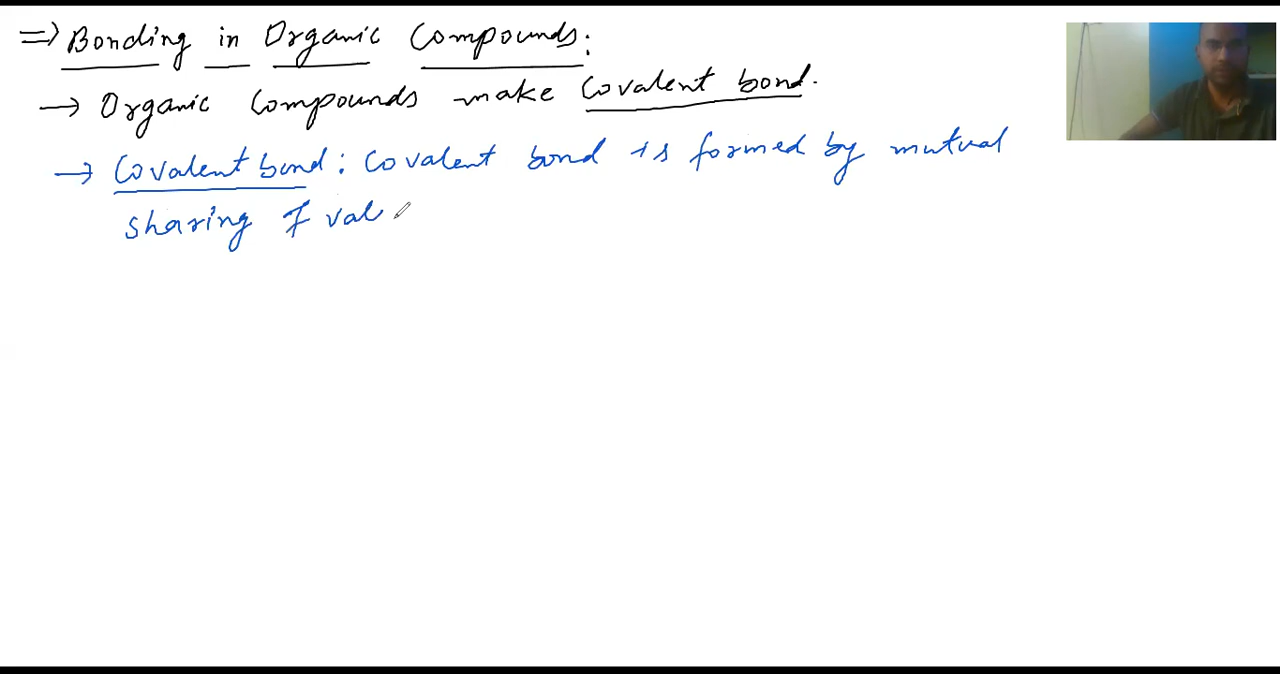 => Bonding in Organic Compounds:
→ Organic Compounds make Covalent bond.
→ Covalent bond: Covalent bond is formed by mutual
sharing of val